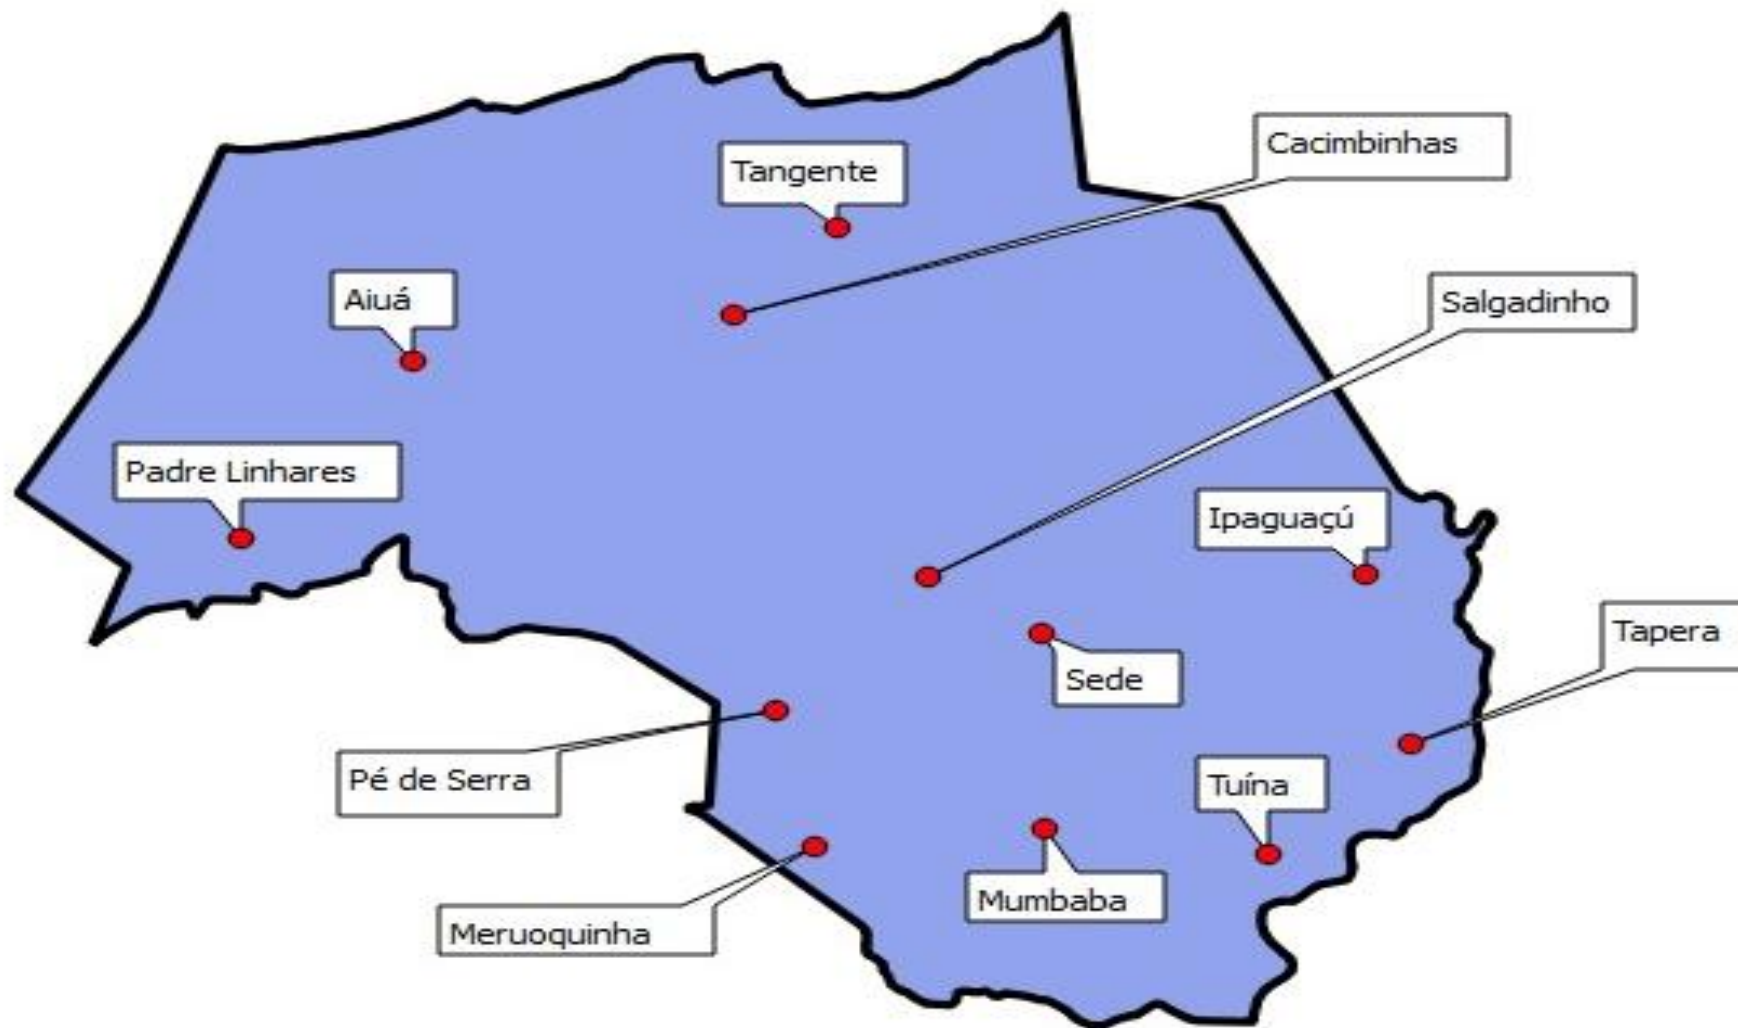 Cacimbinhas
Tangente
Aiuá
Salgadinho
Padre Linhares
Ipaguaçú
Tapera
Sede
Pé de Serra
Tuína
Mumbaba
Meruoquinha